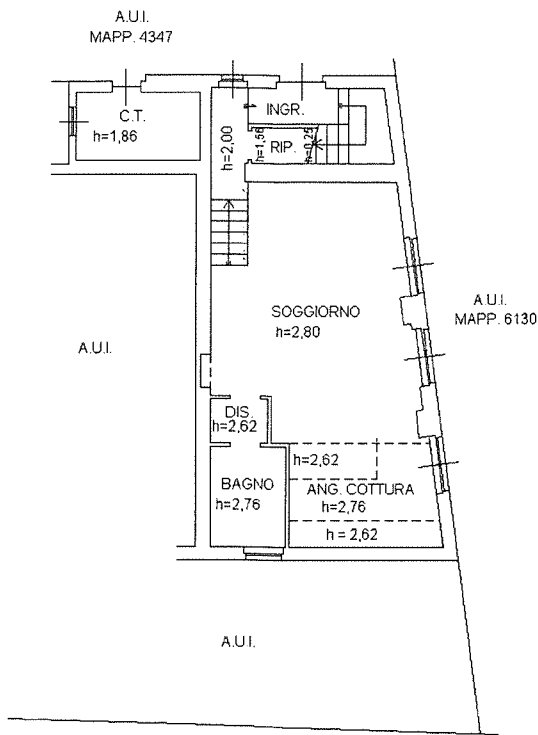 A.U.I.
MAPP. 4347
C.T.
h=1,86
h=2,00
INGR.
h=1,56
RIP.
h=0,25
SOGGIORNO
h=2,80
A.U.I.
MAPP. 6130
A.U.I.
DIS.
h=2,62
h=2,62
BAGNO
h=2,76
ANG. COTTURA
h=2,76
h = 2,62
A.U.I.